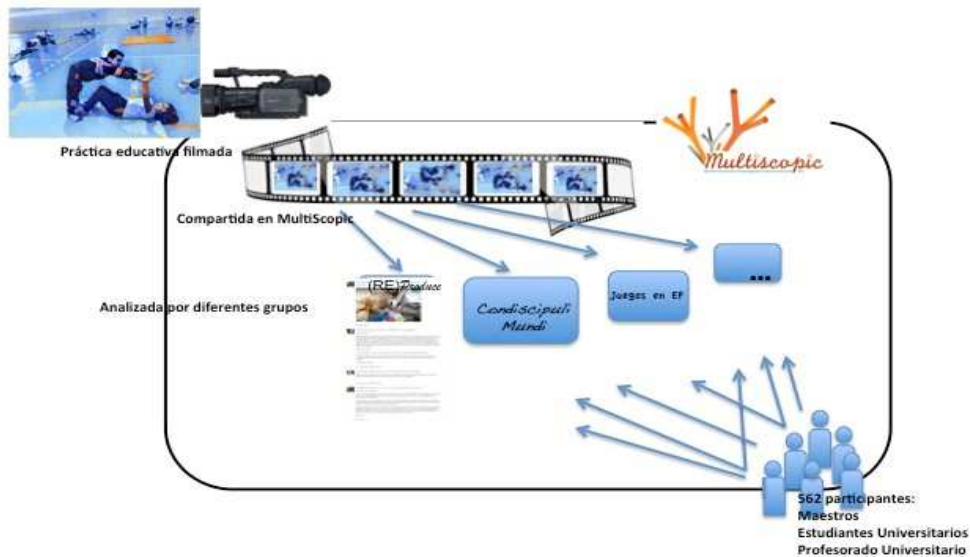 Práctica educativa filmada
Multiscopic
Compartida en MultiScopic
Analizada por diferentes grupos
(RE)Produce
Condiscipuli
Mundi
Juegos en EF
...
562 participantes:
Maestros
Estudiantes Universitarios
Profesorado Universitario